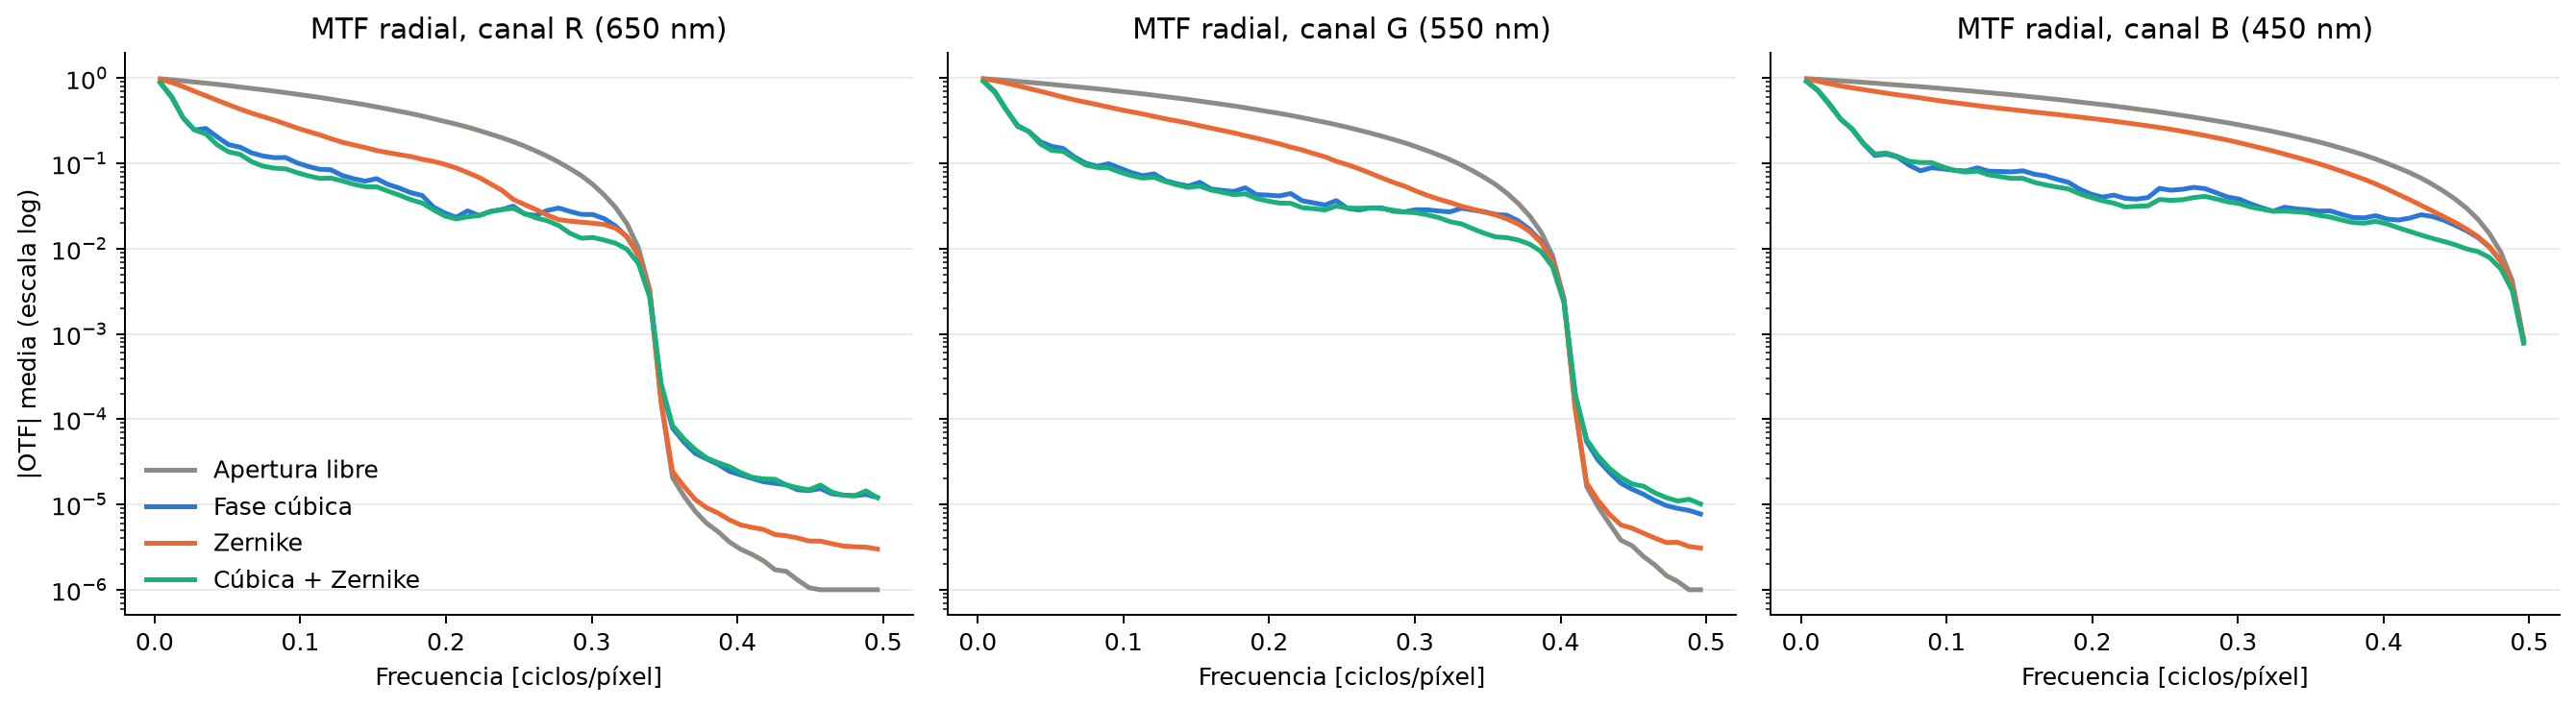 MTF radial, canal R (650 nm)
MTF radial, canal G (550 nm)
MTF radial, canal B (450 nm)
|OTF| media (escala log)
10⁰
10⁻¹
10⁻²
10⁻³
10⁻⁴
10⁻⁵
10⁻⁶
Apertura libre
Fase cúbica
Zernike
Cúbica + Zernike
0.0 0.1 0.2 0.3 0.4 0.5
0.0 0.1 0.2 0.3 0.4 0.5
0.0 0.1 0.2 0.3 0.4 0.5
Frecuencia [ciclos/píxel]
Frecuencia [ciclos/píxel]
Frecuencia [ciclos/píxel]